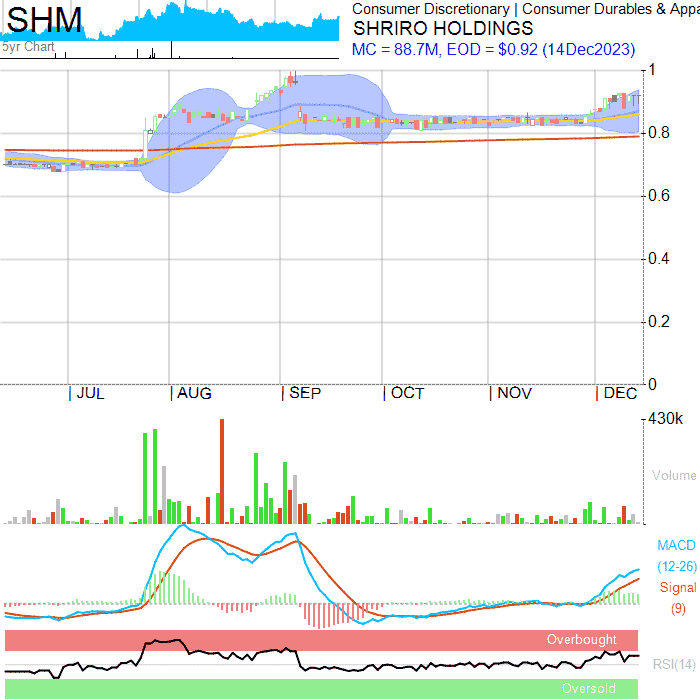 SHM
5yr Chart
Consumer Discretionary | Consumer Durables & Appa
SHRIRO HOLDINGS
MC = 88.7M, EOD = $0.92 (14Dec2023)
1
0.8
0.6
0.4
0.2
0
JUL AUG SEP OCT NOV DEC
430k
Volume
MACD
(12-26)
Signal
(9)
Overbought
RSI(14)
Oversold